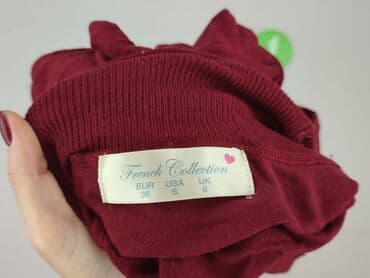 French Collection
EUR USA UK
36 S 8